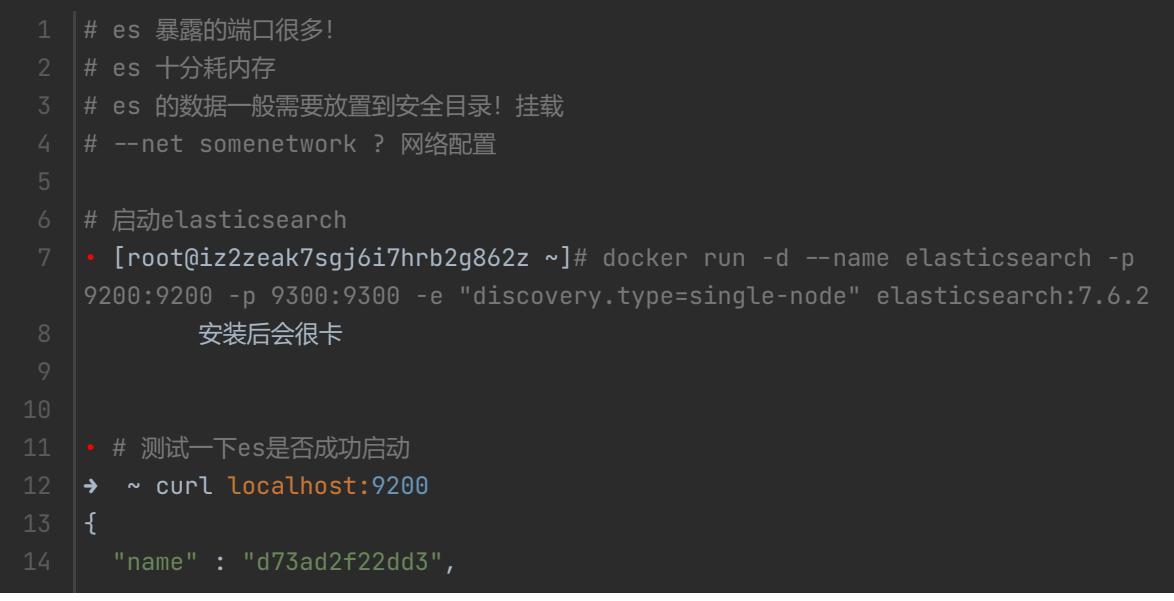 1 # es 暴露的端口很多!
2 # es 十分耗内存
3 # es 的数据一般需要放置到安全目录! 挂载
4 # --net somenetwork ? 网络配置
5
6 # 启动elasticsearch
7 • [root@iz2zeak7sgj6i7hrb2g862z ~]# docker run -d --name elasticsearch -p
9200:9200 -p 9300:9300 -e "discovery.type=single-node" elasticsearch:7.6.2
8 安装后会很卡
9
10
11 • # 测试一下es是否成功启动
12 ➜ ~ curl localhost:9200
13 {
14 "name" : "d73ad2f22dd3",